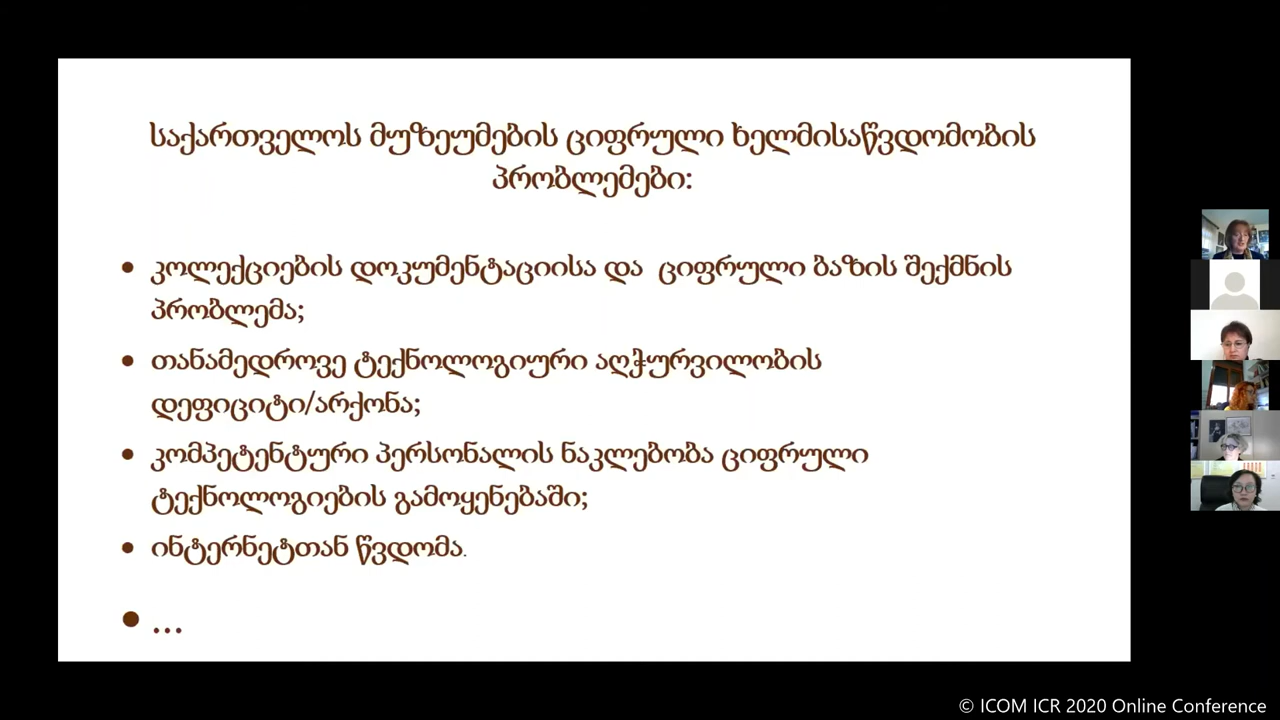 საქართველოს მუზეუმების ციფრული ხელმისაწვდომობის
პრობლემები:
• კოლექციების დოკუმენტაციისა და ციფრული ბაზის შექმნის
პრობლემა;
• თანამედროვე ტექნოლოგიური აღჭურვილობის
დეფიციტი/არქონა;
• კომპეტენტური პერსონალის ნაკლებობა ციფრული
ტექნოლოგიების გამოყენებაში;
• ინტერნეტთან წვდომა.
• ...
© ICOM ICR 2020 Online Conference